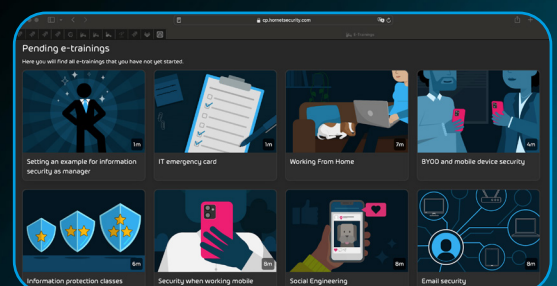 cp.hornetsecurity.com
E-Trainings
Pending e-trainings
Here you will find all e-trainings that you have not yet started.
1m
1m
7m
4m
Setting an example for information
security as manager
IT emergency card
Working From Home
BYOD and mobile device security
6m
8m
8m
8m
Information protection classes
Security when working mobile
Social Engineering
Email security